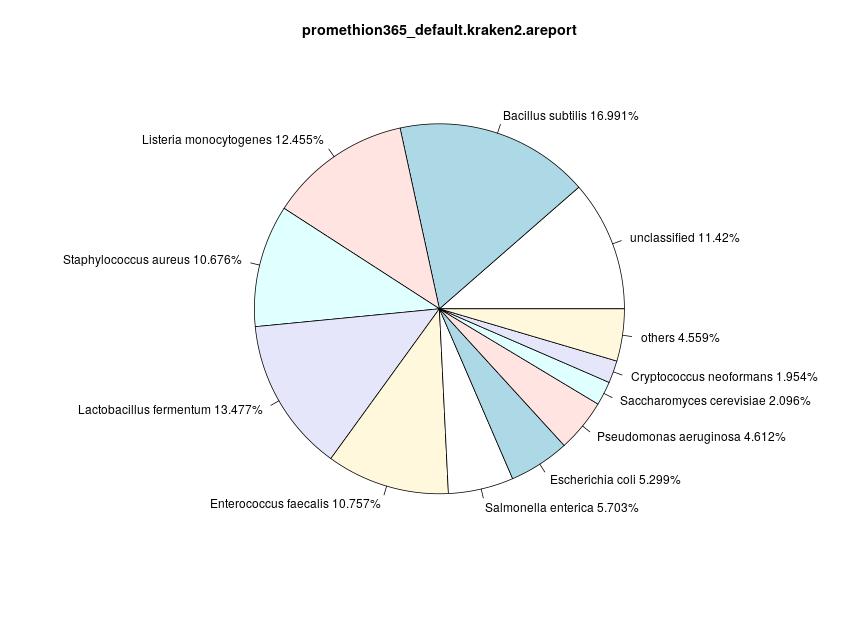 promethion365_default.kraken2.areport
Bacillus subtilis 16.991%
Listeria monocytogenes 12.455%
unclassified 11.42%
Staphylococcus aureus 10.676%
others 4.559%
Cryptococcus neoformans 1.954%
Saccharomyces cerevisiae 2.096%
Lactobacillus fermentum 13.477%
Pseudomonas aeruginosa 4.612%
Escherichia coli 5.299%
Enterococcus faecalis 10.757%
Salmonella enterica 5.703%